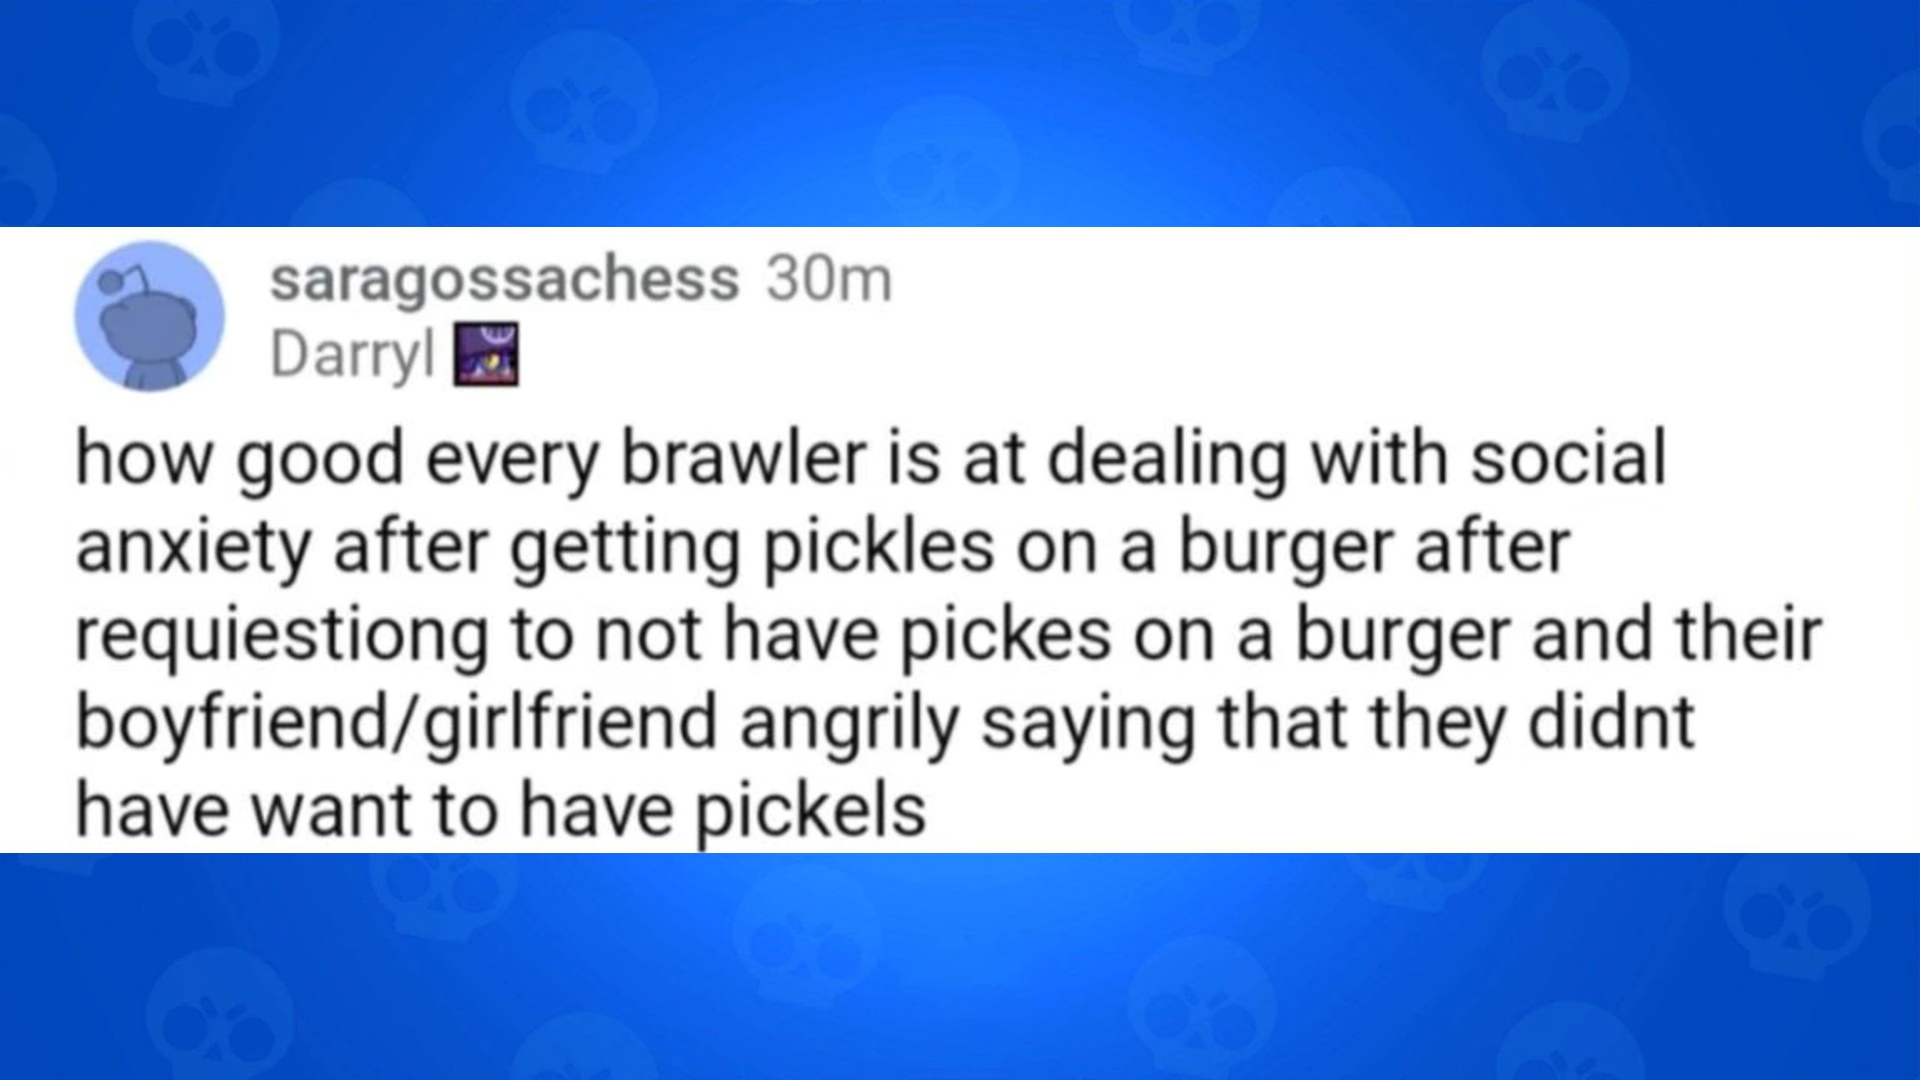 saragossachess 30m
Darryl
how good every brawler is at dealing with social
anxiety after getting pickles on a burger after
requiestiong to not have pickes on a burger and their
boyfriend/girlfriend angrily saying that they didnt
have want to have pickels